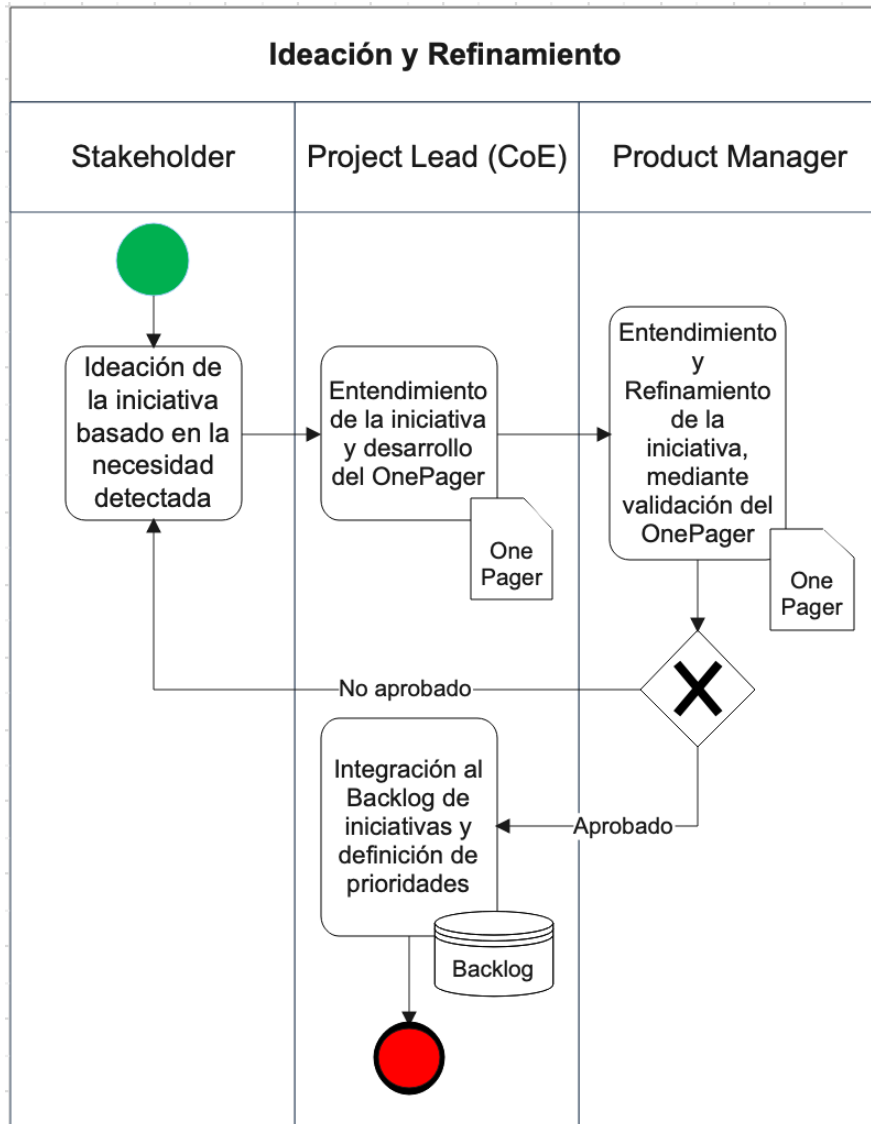 Ideación y Refinamiento
Stakeholder
Project Lead (CoE)
Product Manager
Ideación de
la iniciativa
basado en la
necesidad
detectada
Entendimiento
de la iniciativa
y desarrollo
del OnePager
One
Pager
Entendimiento
y
Refinamiento
de la
iniciativa,
mediante
validación del
OnePager
One
Pager
No aprobado
Aprobado
Integración al
Backlog de
iniciativas y
definición de
prioridades
Backlog